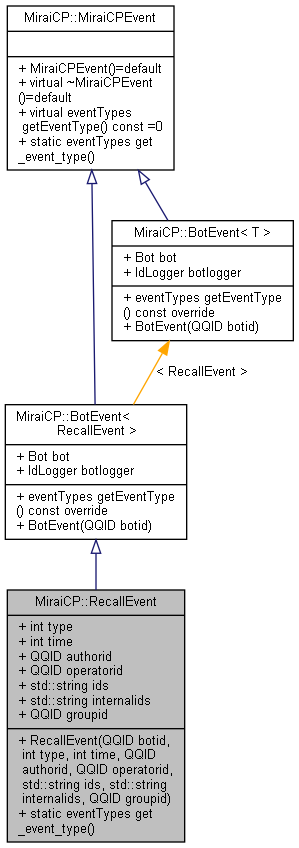 MiraiCP::MiraiCPEvent
+ MiraiCPEvent()=default
+ virtual ~MiraiCPEvent
()=default
+ virtual eventTypes
getEventType() const =0
+ static eventTypes get
_event_type()
MiraiCP::BotEvent< T >
+ Bot bot
+ IdLogger botlogger
+ eventTypes getEventType
() const override
+ BotEvent(QQID botid)
< RecallEvent >
MiraiCP::BotEvent<
RecallEvent >
+ Bot bot
+ IdLogger botlogger
+ eventTypes getEventType
() const override
+ BotEvent(QQID botid)
MiraiCP::RecallEvent
+ int type
+ int time
+ QQID authorid
+ QQID operatorid
+ std::string ids
+ std::string internalids
+ QQID groupid
+ RecallEvent(QQID botid,
int type, int time, QQID
authorid, QQID operatorid,
std::string ids, std::string
internalids, QQID groupid)
+ static eventTypes get
_event_type()